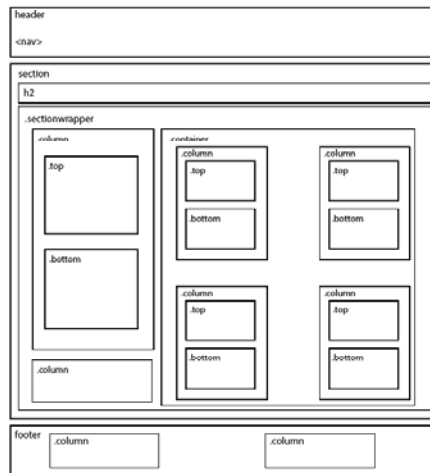 header
<nav>
section
h2
.sectionwrapper
.column
.top
.bottom
.column
.container
.column
.top
.bottom
.column
.top
.bottom
.column
.top
.bottom
.column
.top
.bottom
footer
.column
.column